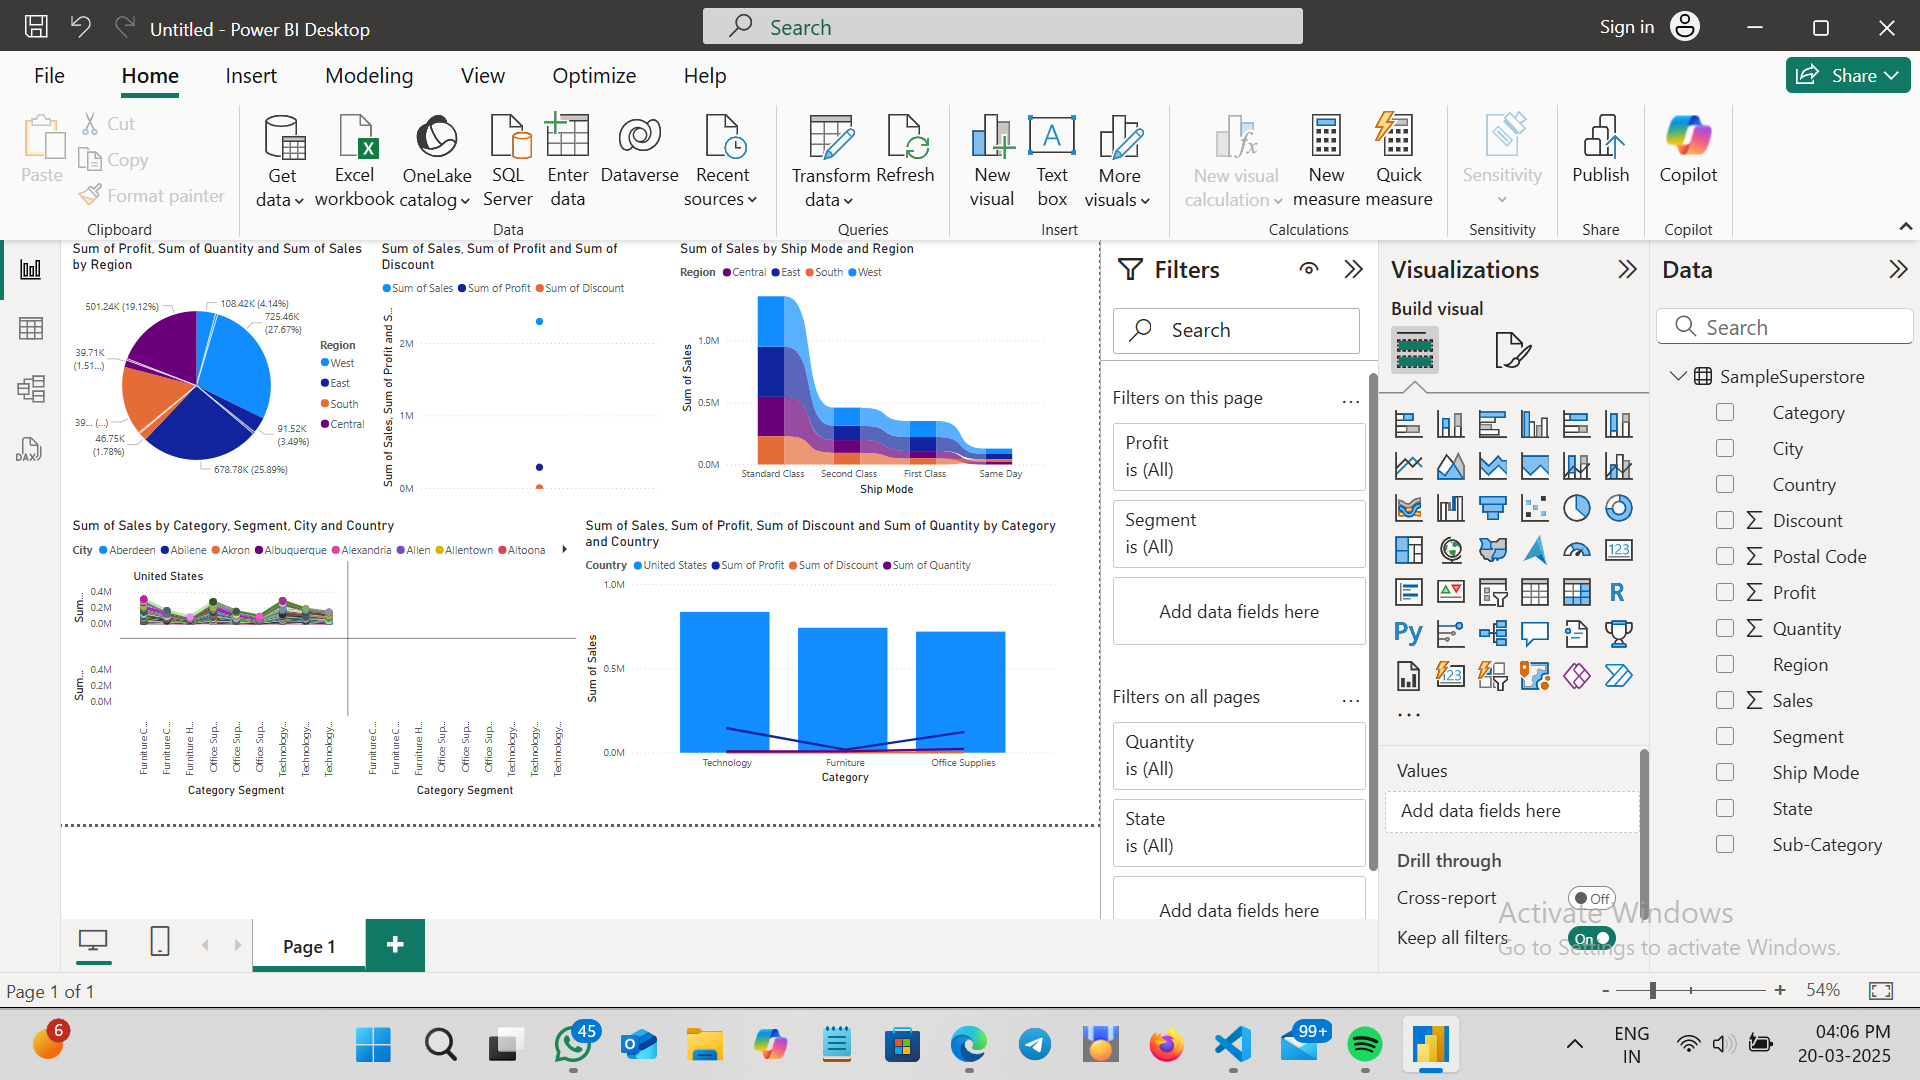 Untitled - Power BI Desktop
Search
Sign in
File
Home
Insert
Modeling
View
Optimize
Help
Share
Paste
Cut
Copy
Format painter
Clipboard
Get data
Excel workbook
OneLake catalog
SQL Server
Enter data
Dataverse
Recent sources
Data
Transform data
Refresh
Queries
New visual
Text box
More visuals
Insert
New visual calculation
New measure
Quick measure
Calculations
Sensitivity
Sensitivity
Publish
Share
Copilot
Copilot
Sum of Profit, Sum of Quantity and Sum of Sales
by Region
501.24K (19.12%)
108.42K (4.14%)
725.46K
(27.67%)
39.71K
(1.51...)
39... (...)
46.75K
(1.78%)
91.52K
(3.49%)
678.78K (25.89%)
Region
West
East
South
Central
Sum of Sales, Sum of Profit and Sum of
Discount
Sum of Sales Sum of Profit Sum of Discount
Sum of Sales, Sum of Profit and S...
2M
1M
0M
Sum of Sales by Ship Mode and Region
Region Central East South West
Sum of Sales
1.0M
0.5M
0.0M
Standard Class Second Class First Class Same Day
Ship Mode
Sum of Sales by Category, Segment, City and Country
City Aberdeen Abilene Akron Albuquerque Alexandria Allen Allentown Altoona
United States
Sum...
0.4M
0.2M
0.0M
Sum...
0.4M
0.2M
0.0M
Furniture C...
Furniture C...
Furniture H...
Office Sup...
Office Sup...
Office Sup...
Technology...
Technology...
Technology...
Furniture C...
Furniture C...
Furniture H...
Office Sup...
Office Sup...
Office Sup...
Technology...
Technology...
Technology...
Category Segment
Category Segment
Sum of Sales, Sum of Profit, Sum of Discount and Sum of Quantity by Category
and Country
Country United States Sum of Profit Sum of Discount Sum of Quantity
Sum of Sales
1.0M
0.5M
0.0M
Technology Furniture Office Supplies
Category
Filters
Search
Filters on this page ...
Profit
is (All)
Segment
is (All)
Add data fields here
Filters on all pages ...
Quantity
is (All)
State
is (All)
Add data fields here
Visualizations
Build visual
123
R
Py
123
...
Values
Add data fields here
Drill through
Cross-report
Off
Keep all filters
On
Data
Search
SampleSuperstore
Category
City
Country
Σ Discount
Σ Postal Code
Σ Profit
Σ Quantity
Region
Σ Sales
Segment
Ship Mode
State
Sub-Category
Activate Windows
Go to Settings to activate Windows.
DAX
Page 1
+
Page 1 of 1
- + 54%
6
45
99+
ENG
IN
04:06 PM
20-03-2025